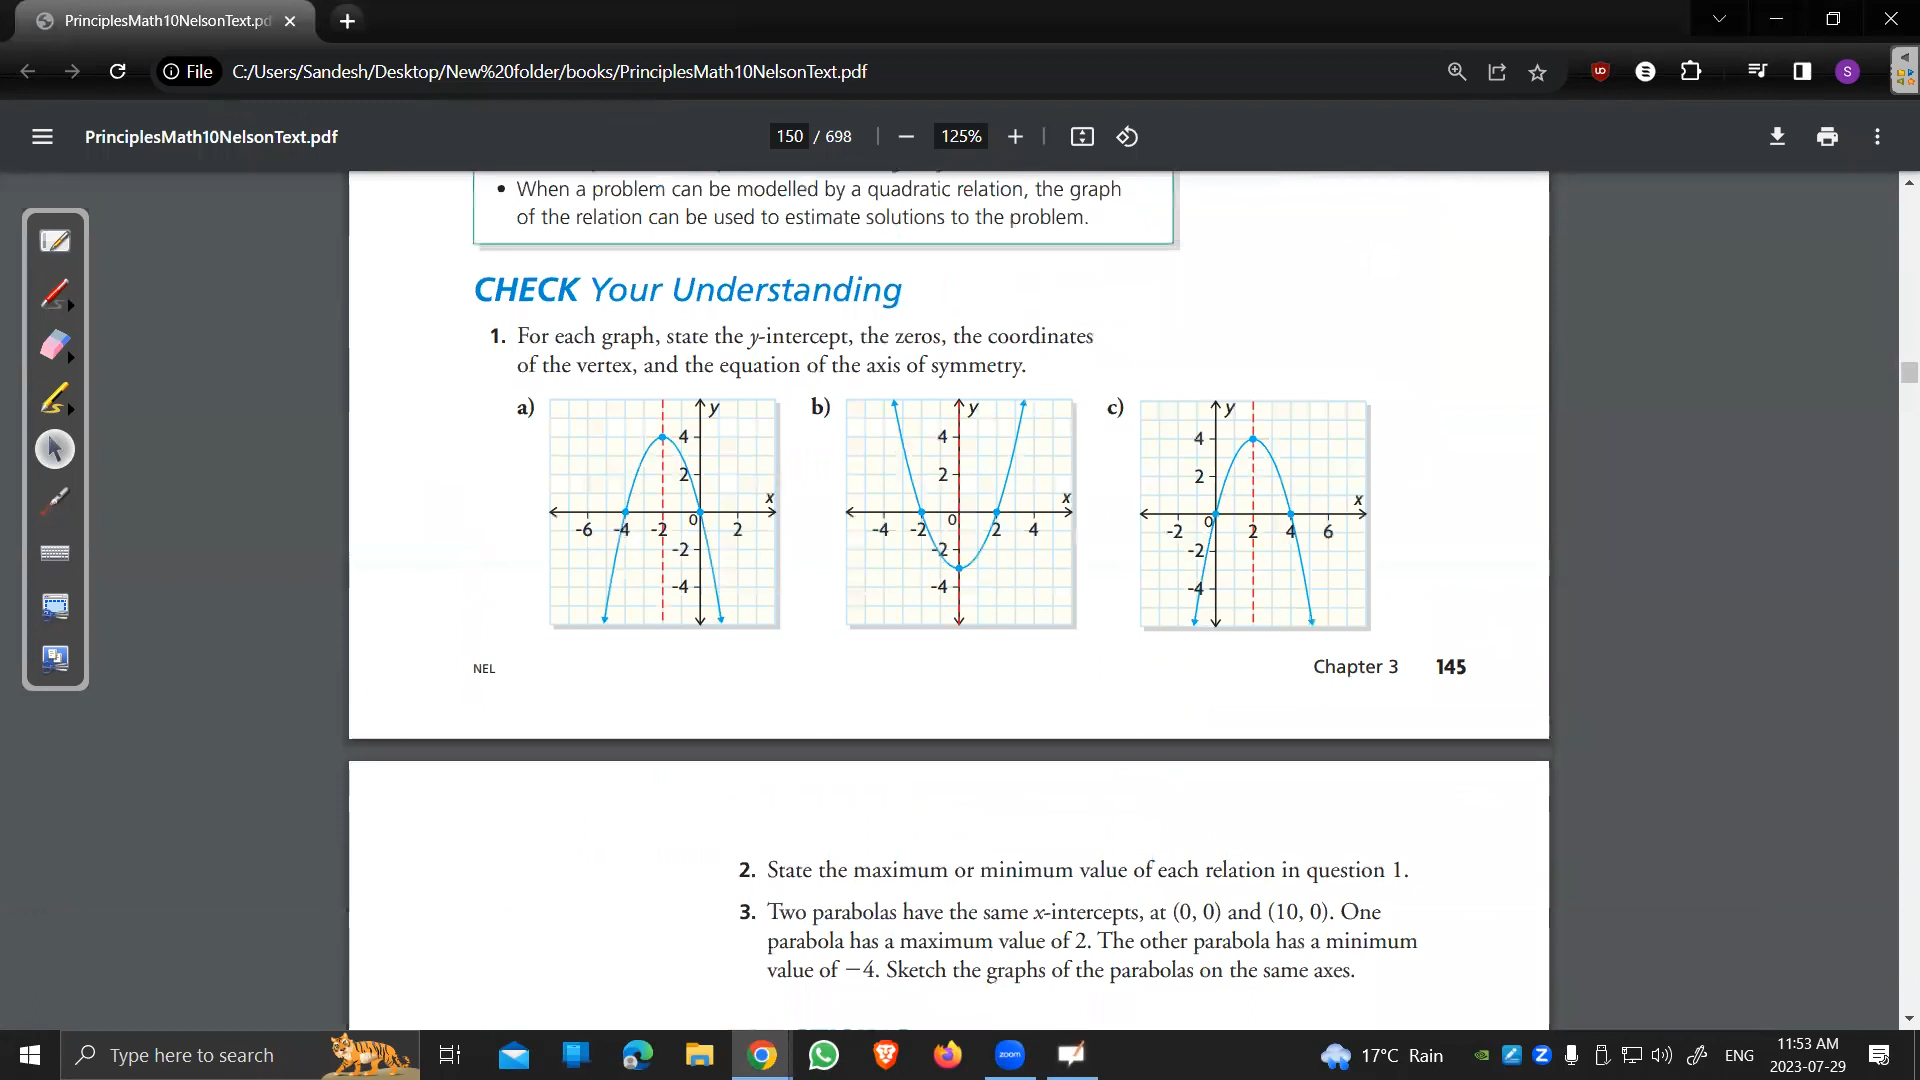 PrinciplesMath10NelsonText.pd
File C:/Users/Sandesh/Desktop/New%20folder/books/PrinciplesMath10NelsonText.pdf
S
PrinciplesMath10NelsonText.pdf
150 / 698
125%
• When a problem can be modelled by a quadratic relation, the graph
of the relation can be used to estimate solutions to the problem.
CHECK Your Understanding
1. For each graph, state the y-intercept, the zeros, the coordinates
of the vertex, and the equation of the axis of symmetry.
a) y 4 2 x 0 -6 -4 -2 2 -2 -4
b) y 4 2 x 0 -4 -2 2 4 -2 -4
c) y 4 2 x 0 -2 2 4 6 -2 -4
NEL
Chapter 3 145
2. State the maximum or minimum value of each relation in question 1.
3. Two parabolas have the same x-intercepts, at (0, 0) and (10, 0). One
parabola has a maximum value of 2. The other parabola has a minimum
value of −4. Sketch the graphs of the parabolas on the same axes.
Type here to search
zoom
17°C Rain
ENG
11:53 AM
2023-07-29